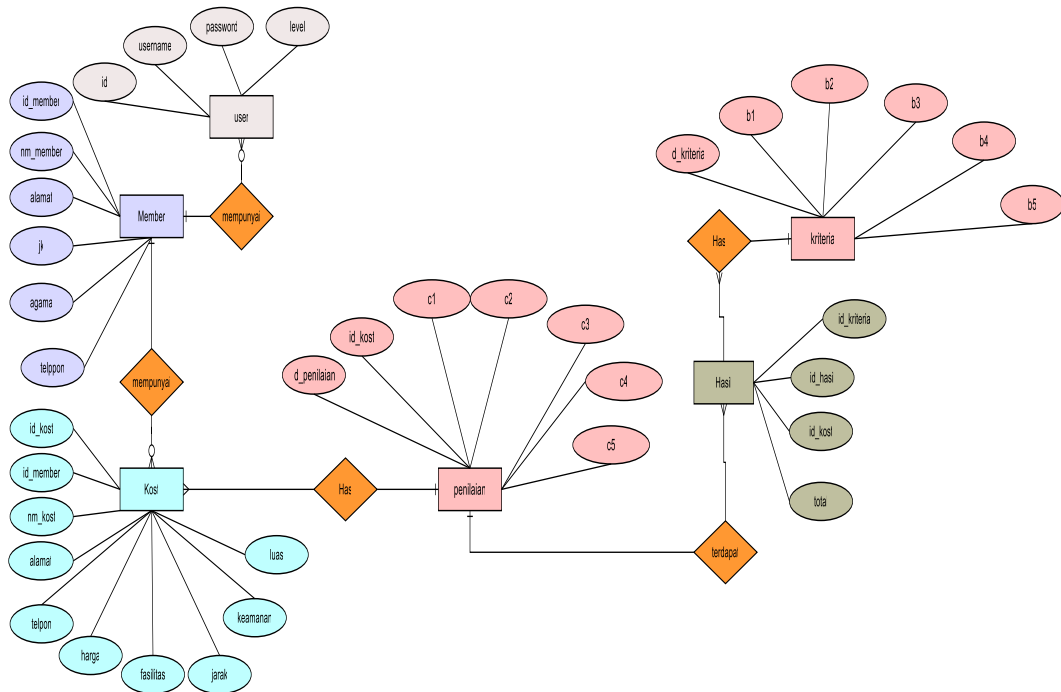 level
password
username
id
user
id_member
nm_member
alamat
jk
agama
telppon
Member
mempunyai
mempunyai
id_kost
id_member
nm_kost
alamat
telpon
harga
fasilitas
jarak
keamanan
luas
Kost
Has
d_penilaian
id_kost
c1
c2
c3
c4
c5
penilaian
terdapat
Has
d_kriteria
b1
b2
b3
b4
b5
kriteria
Hasi
id_kriteria
id_hasi
id_kost
tota